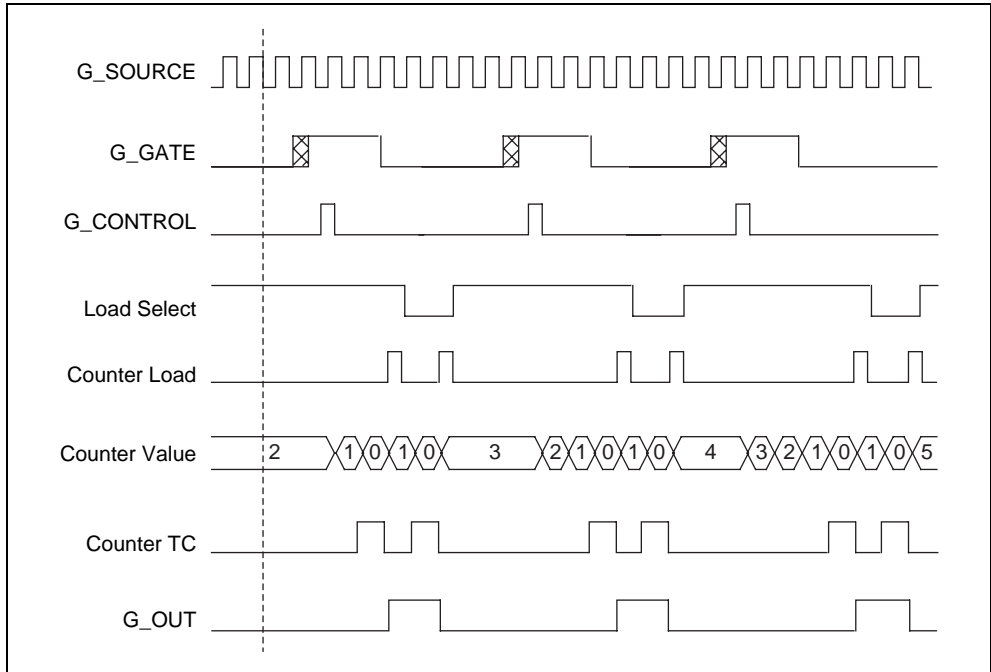 G_SOURCE
G_GATE
G_CONTROL
Load Select
Counter Load
Counter Value 2 1 0 1 0 3 2 1 0 1 0 4 3 2 1 0 1 0 5
Counter TC
G_OUT